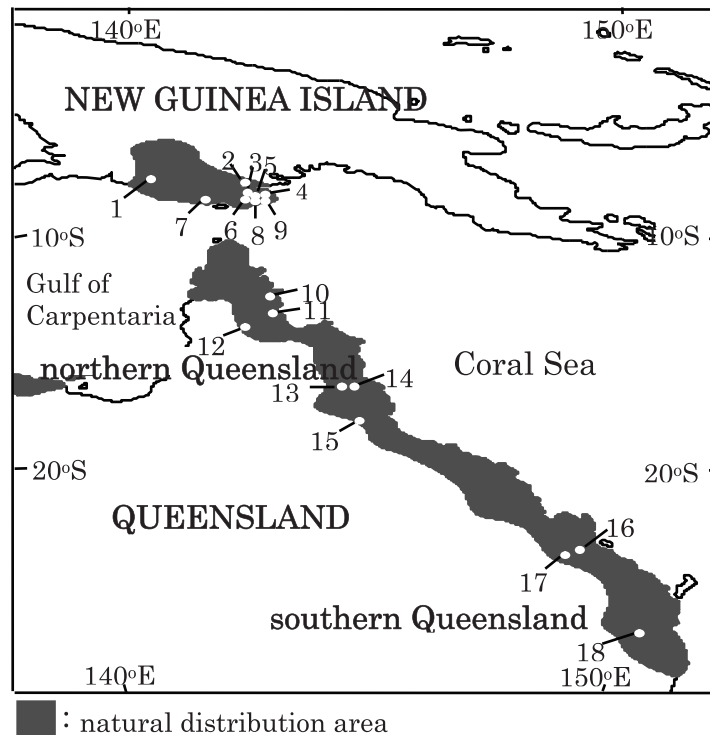 140°E 150°E
NEW GUINEA ISLAND
2 3 5
1 4
7 6 8 9
10°S 10°S
Gulf of
Carpentaria
10
11
12
northern Queensland
Coral Sea
13 14
15
20°S 20°S
QUEENSLAND
16
17
southern Queensland
18
140°E 150°E
: natural distribution area